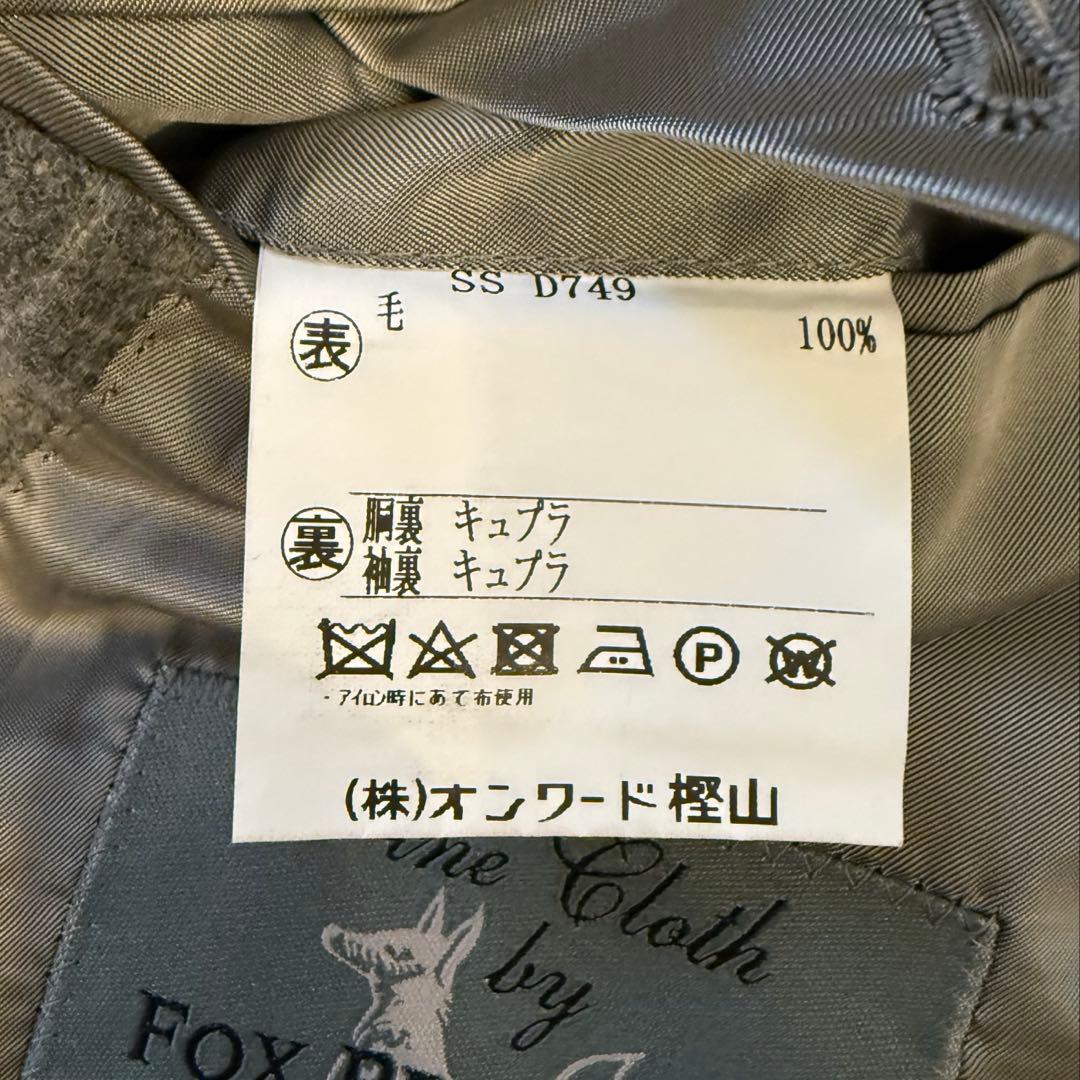 SS D749
表 毛 100%
裏 胴裏 キュプラ
袖裏 キュプラ
P W
・アイロン時にあて布使用
(株)オンワード樫山
Cloth
by
FOX